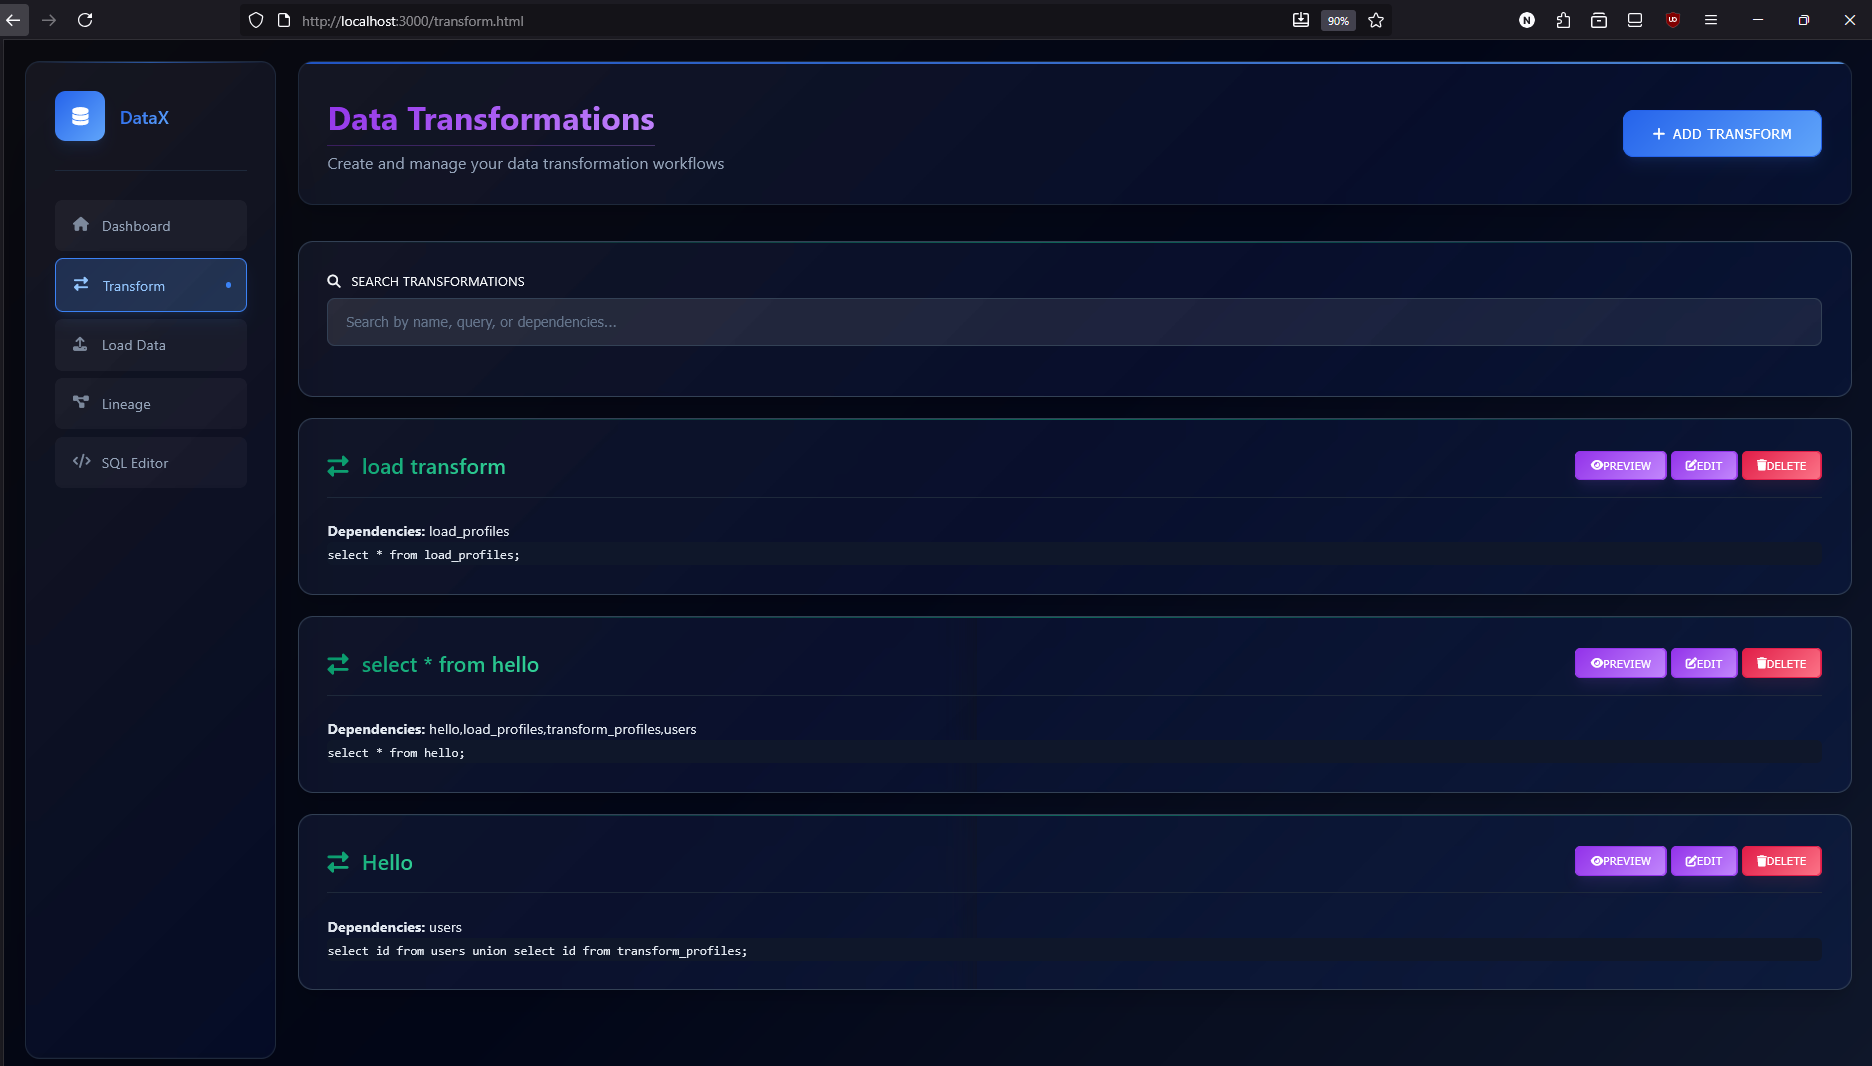 http://localhost:3000/transform.html
90%
N
UD
DataX
Dashboard
Transform
Load Data
Lineage
SQL Editor
Data Transformations
Create and manage your data transformation workflows
+ ADD TRANSFORM
SEARCH TRANSFORMATIONS
Search by name, query, or dependencies...
load transform
PREVIEW EDIT DELETE
Dependencies: load_profiles
select * from load_profiles;
select * from hello
PREVIEW EDIT DELETE
Dependencies: hello,load_profiles,transform_profiles,users
select * from hello;
Hello
PREVIEW EDIT DELETE
Dependencies: users
select id from users union select id from transform_profiles;